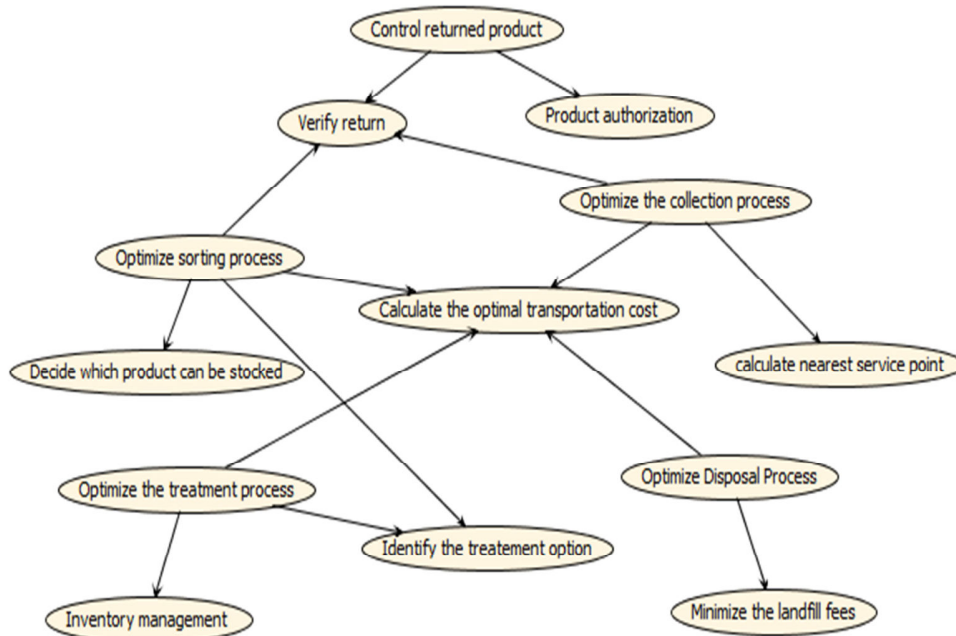 Control returned product
Product authorization
Verify return
Optimize the collection process
Optimize sorting process
Calculate the optimal transportation cost
Decide which product can be stocked
calculate nearest service point
Optimize the treatment process
Optimize Disposal Process
Identify the treatement option
Inventory management
Minimize the landfill fees